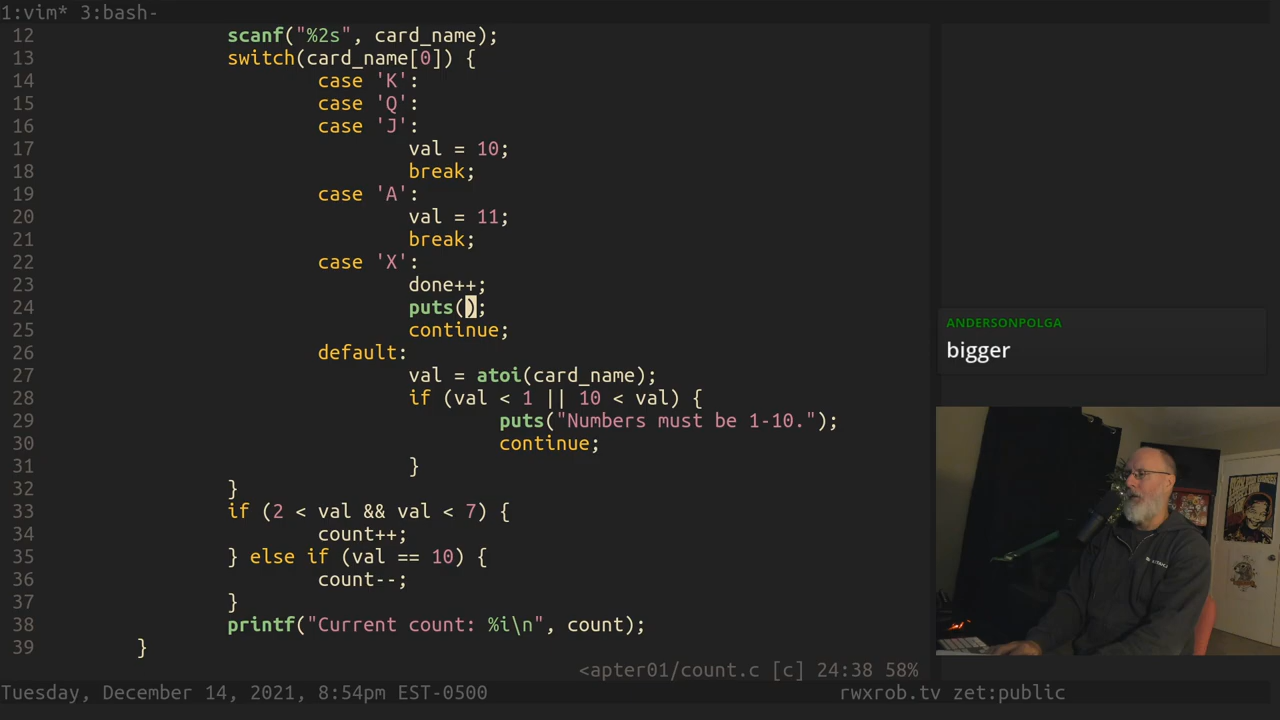 1:vim* 3:bash-
12 scanf("%2s", card_name);
13 switch(card_name[0]) {
14 case 'K':
15 case 'Q':
16 case 'J':
17 val = 10;
18 break;
19 case 'A':
20 val = 11;
21 break;
22 case 'X':
23 done++;
24 puts();
25 continue;
26 default:
27 val = atoi(card_name);
28 if (val < 1 || 10 < val) {
29 puts("Numbers must be 1-10.");
30 continue;
31 }
32 }
33 if (2 < val && val < 7) {
34 count++;
35 } else if (val == 10) {
36 count--;
37 }
38 printf("Current count: %i\n", count);
39 }
<apter01/count.c [c] 24:38 58%
Tuesday, December 14, 2021, 8:54pm EST-0500
rwxrob.tv zet:public
ANDERSONPOLGA
bigger